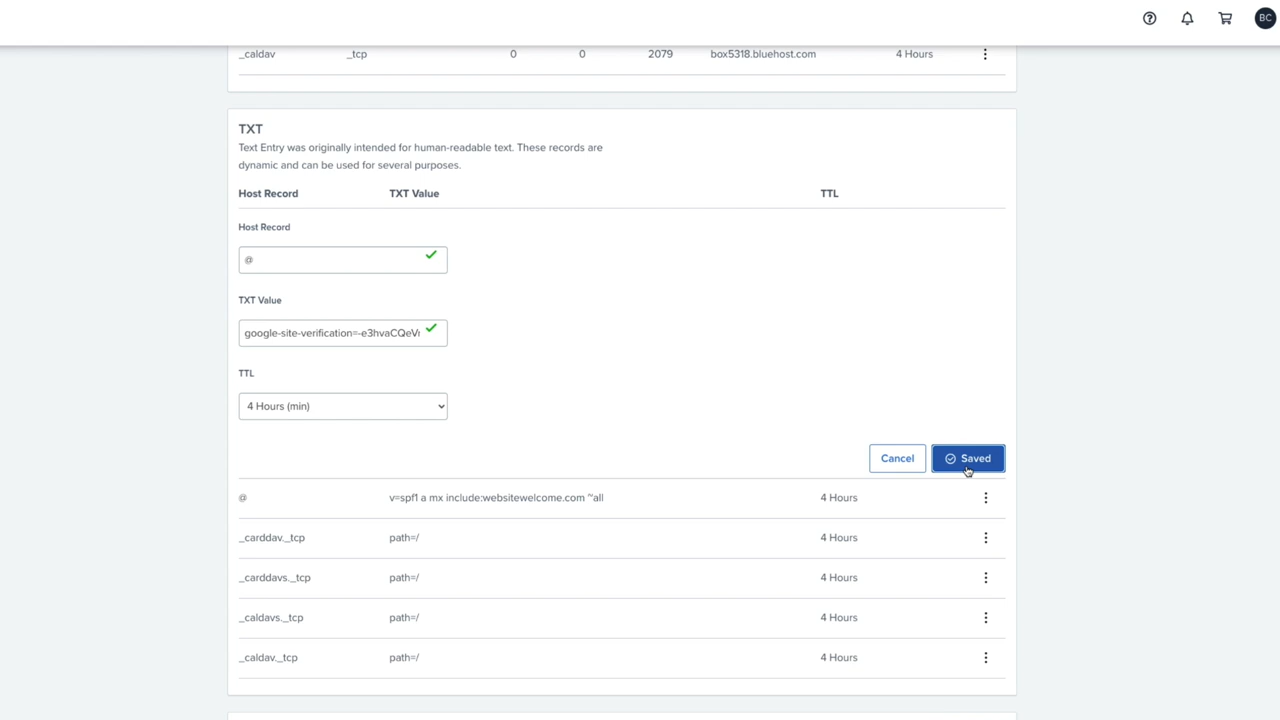 BC
_caldav _tcp 0 0 2079 box5318.bluehost.com 4 Hours
TXT
Text Entry was originally intended for human-readable text. These records are
dynamic and can be used for several purposes.
Host Record TXT Value TTL
Host Record
@
TXT Value
google-site-verification=-e3hvaCQeV
TTL
4 Hours (min)
Cancel Saved
@ v=spf1 a mx include:websitewelcome.com ~all 4 Hours
_carddav._tcp path=/ 4 Hours
_carddavs._tcp path=/ 4 Hours
_caldavs._tcp path=/ 4 Hours
_caldav._tcp path=/ 4 Hours